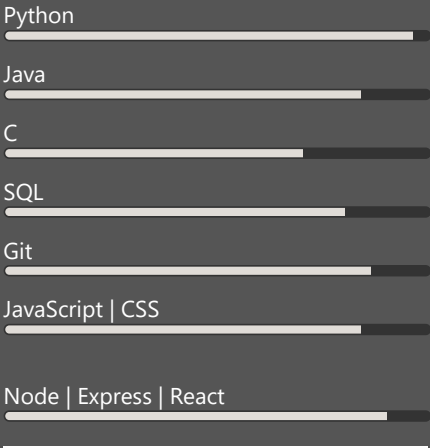 Python
Java
C
SQL
Git
JavaScript | CSS
Node | Express | React